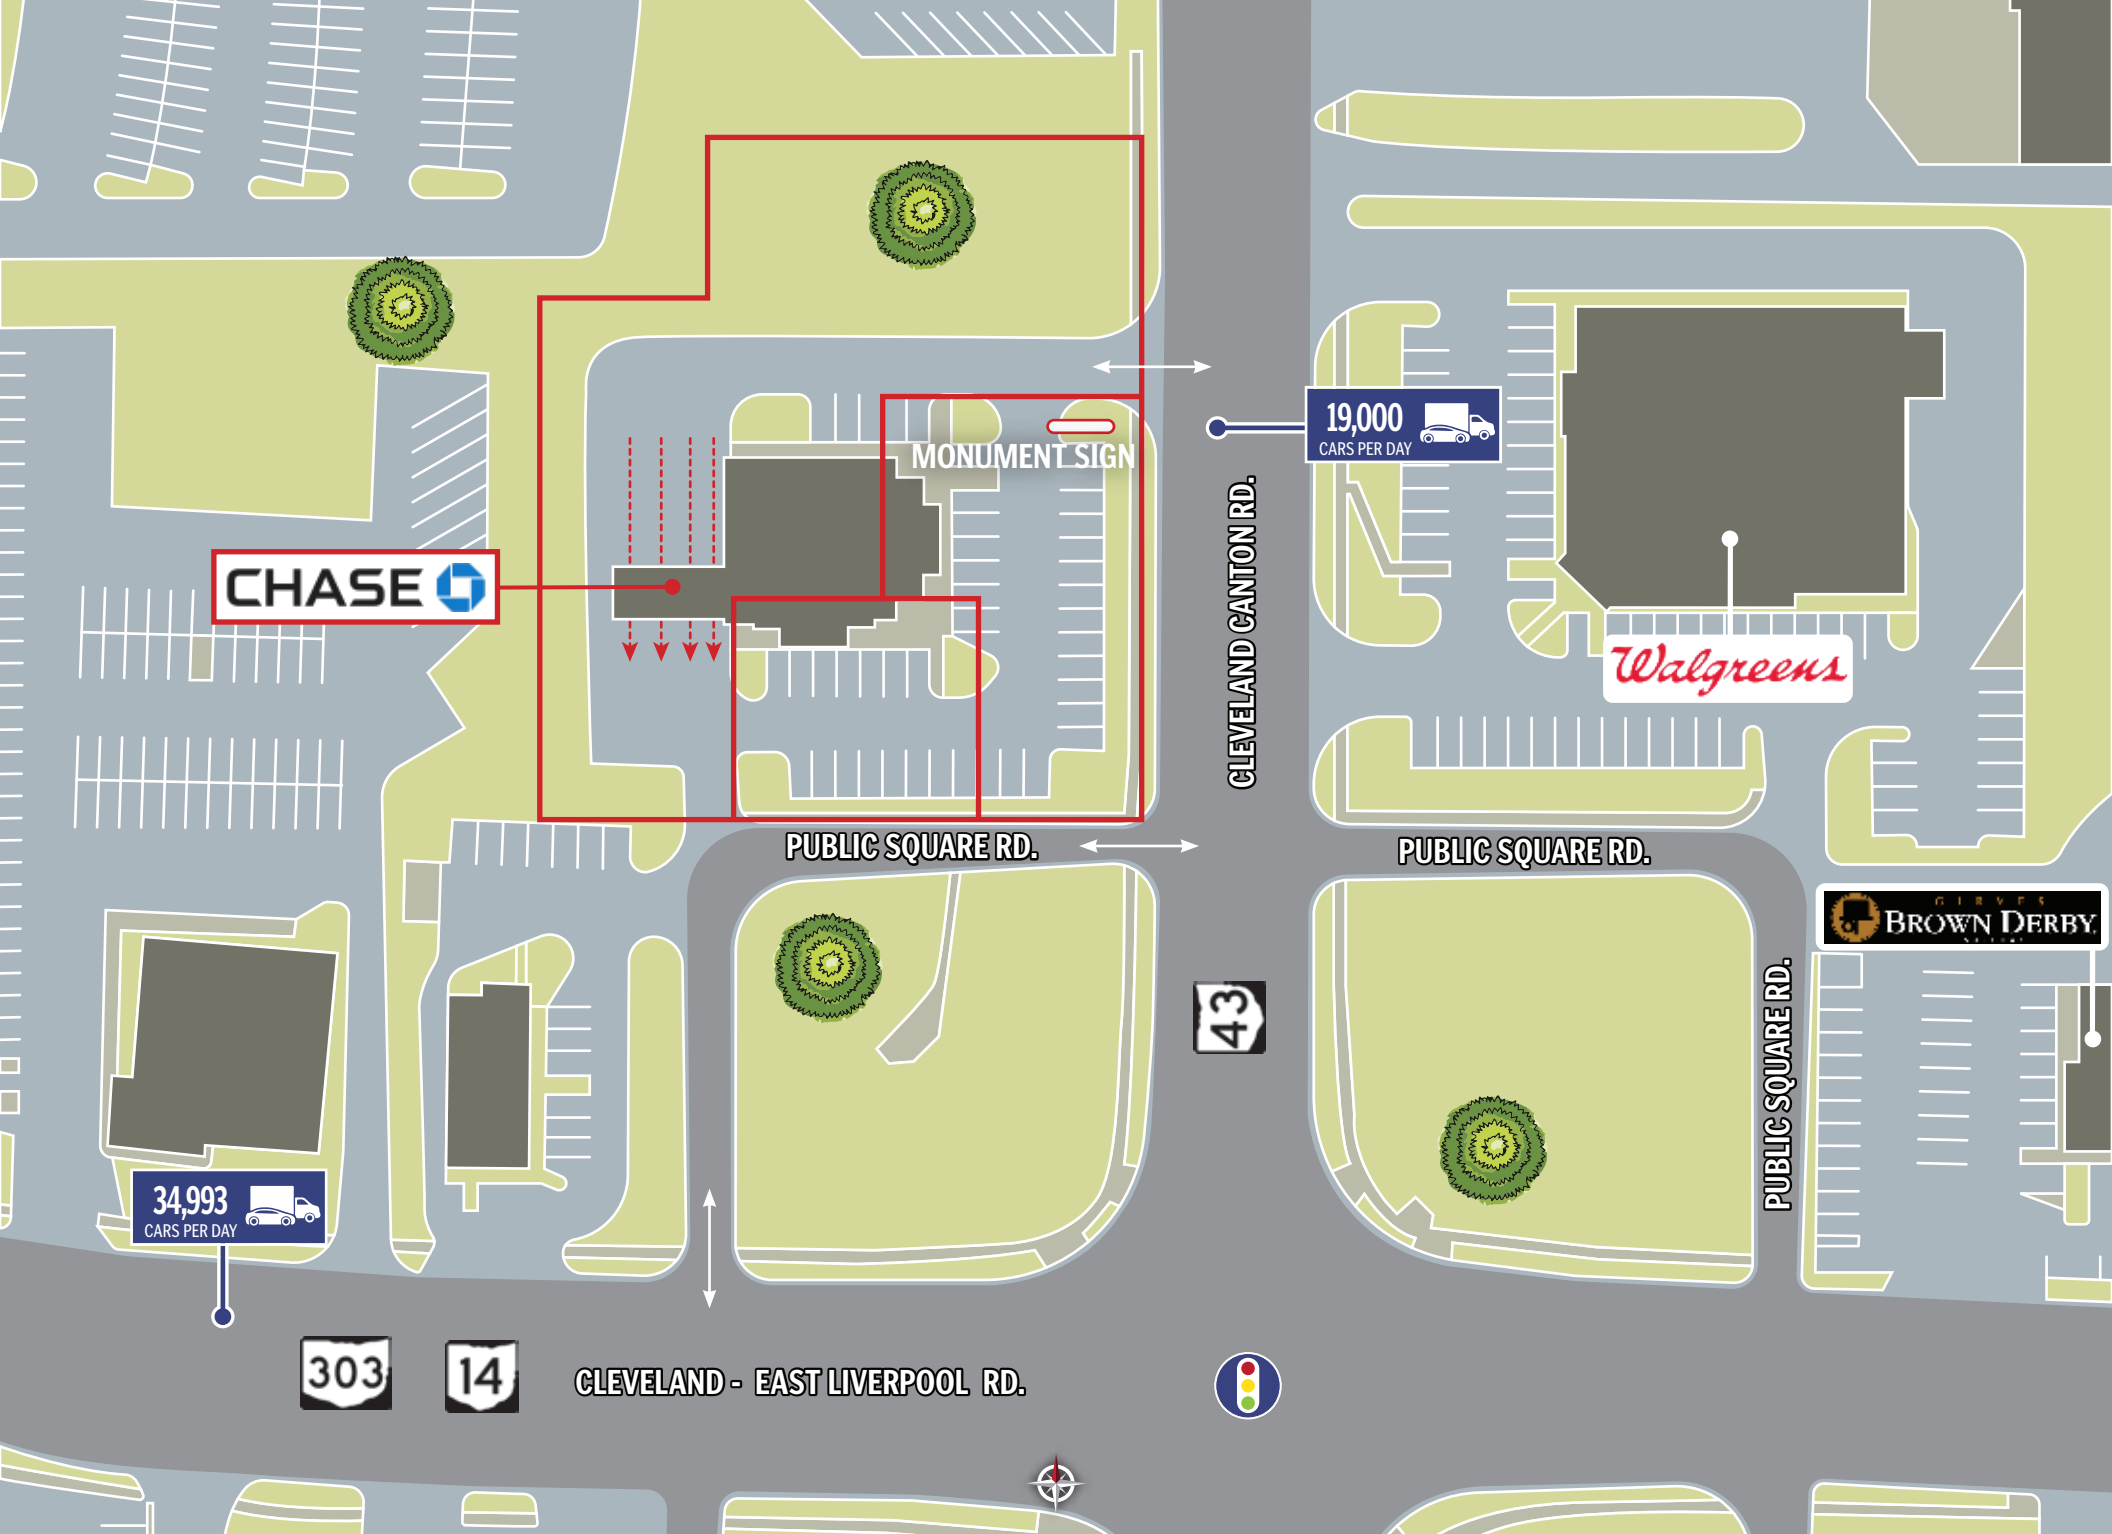 MONUMENT SIGN
19,000
CARS PER DAY
CHASE
CLEVELAND CANTON RD.
Walgreens
PUBLIC SQUARE RD.
PUBLIC SQUARE RD.
BROWN DERBY
PUBLIC SQUARE RD.
43
34,993
CARS PER DAY
303
14
CLEVELAND - EAST LIVERPOOL RD.